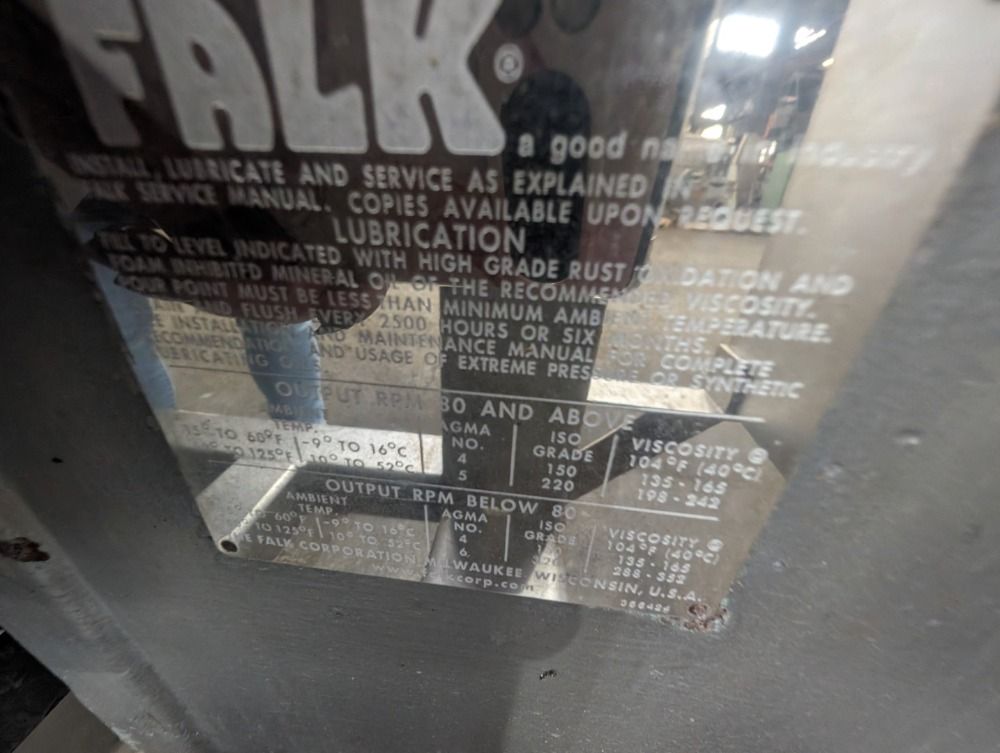 FALK®
a good name in industry
INSTALL, LUBRICATE AND SERVICE AS EXPLAINED IN
FALK SERVICE MANUAL. COPIES AVAILABLE UPON REQUEST.
LUBRICATION
FILL TO LEVEL INDICATED WITH HIGH GRADE RUST OXIDATION AND
FOAM INHIBITED MINERAL OIL OF THE RECOMMENDED VISCOSITY.
POUR POINT MUST BE LESS THAN MINIMUM AMBIENT TEMPERATURE.
AND FLUSH EVERY 2500 HOURS OR SIX MONTHS.
INSTALLATION AND MAINTENANCE MANUAL FOR COMPLETE
RECOMMENDATION
LUBRICATING OIL AND USAGE OF EXTREME PRESSURE OR SYNTHETIC
OUTPUT RPM 80 AND ABOVE
AMBIENT TEMP. AGMA NO. ISO GRADE VISCOSITY @ 104°F (40°C)
15° TO 60°F -9° TO 16°C 4 150 135 - 165
TO 125°F 10° TO 52°C 5 220 198 - 242
OUTPUT RPM BELOW 80
AMBIENT TEMP. AGMA NO. ISO GRADE VISCOSITY @ 104°F (40°C)
60°F -9° TO 16°C 4 135 - 165
TO 125°F 10° TO 52°C 6 288 - 352
THE FALK CORPORATION, MILWAUKEE WISCONSIN, U.S.A.
corp.com